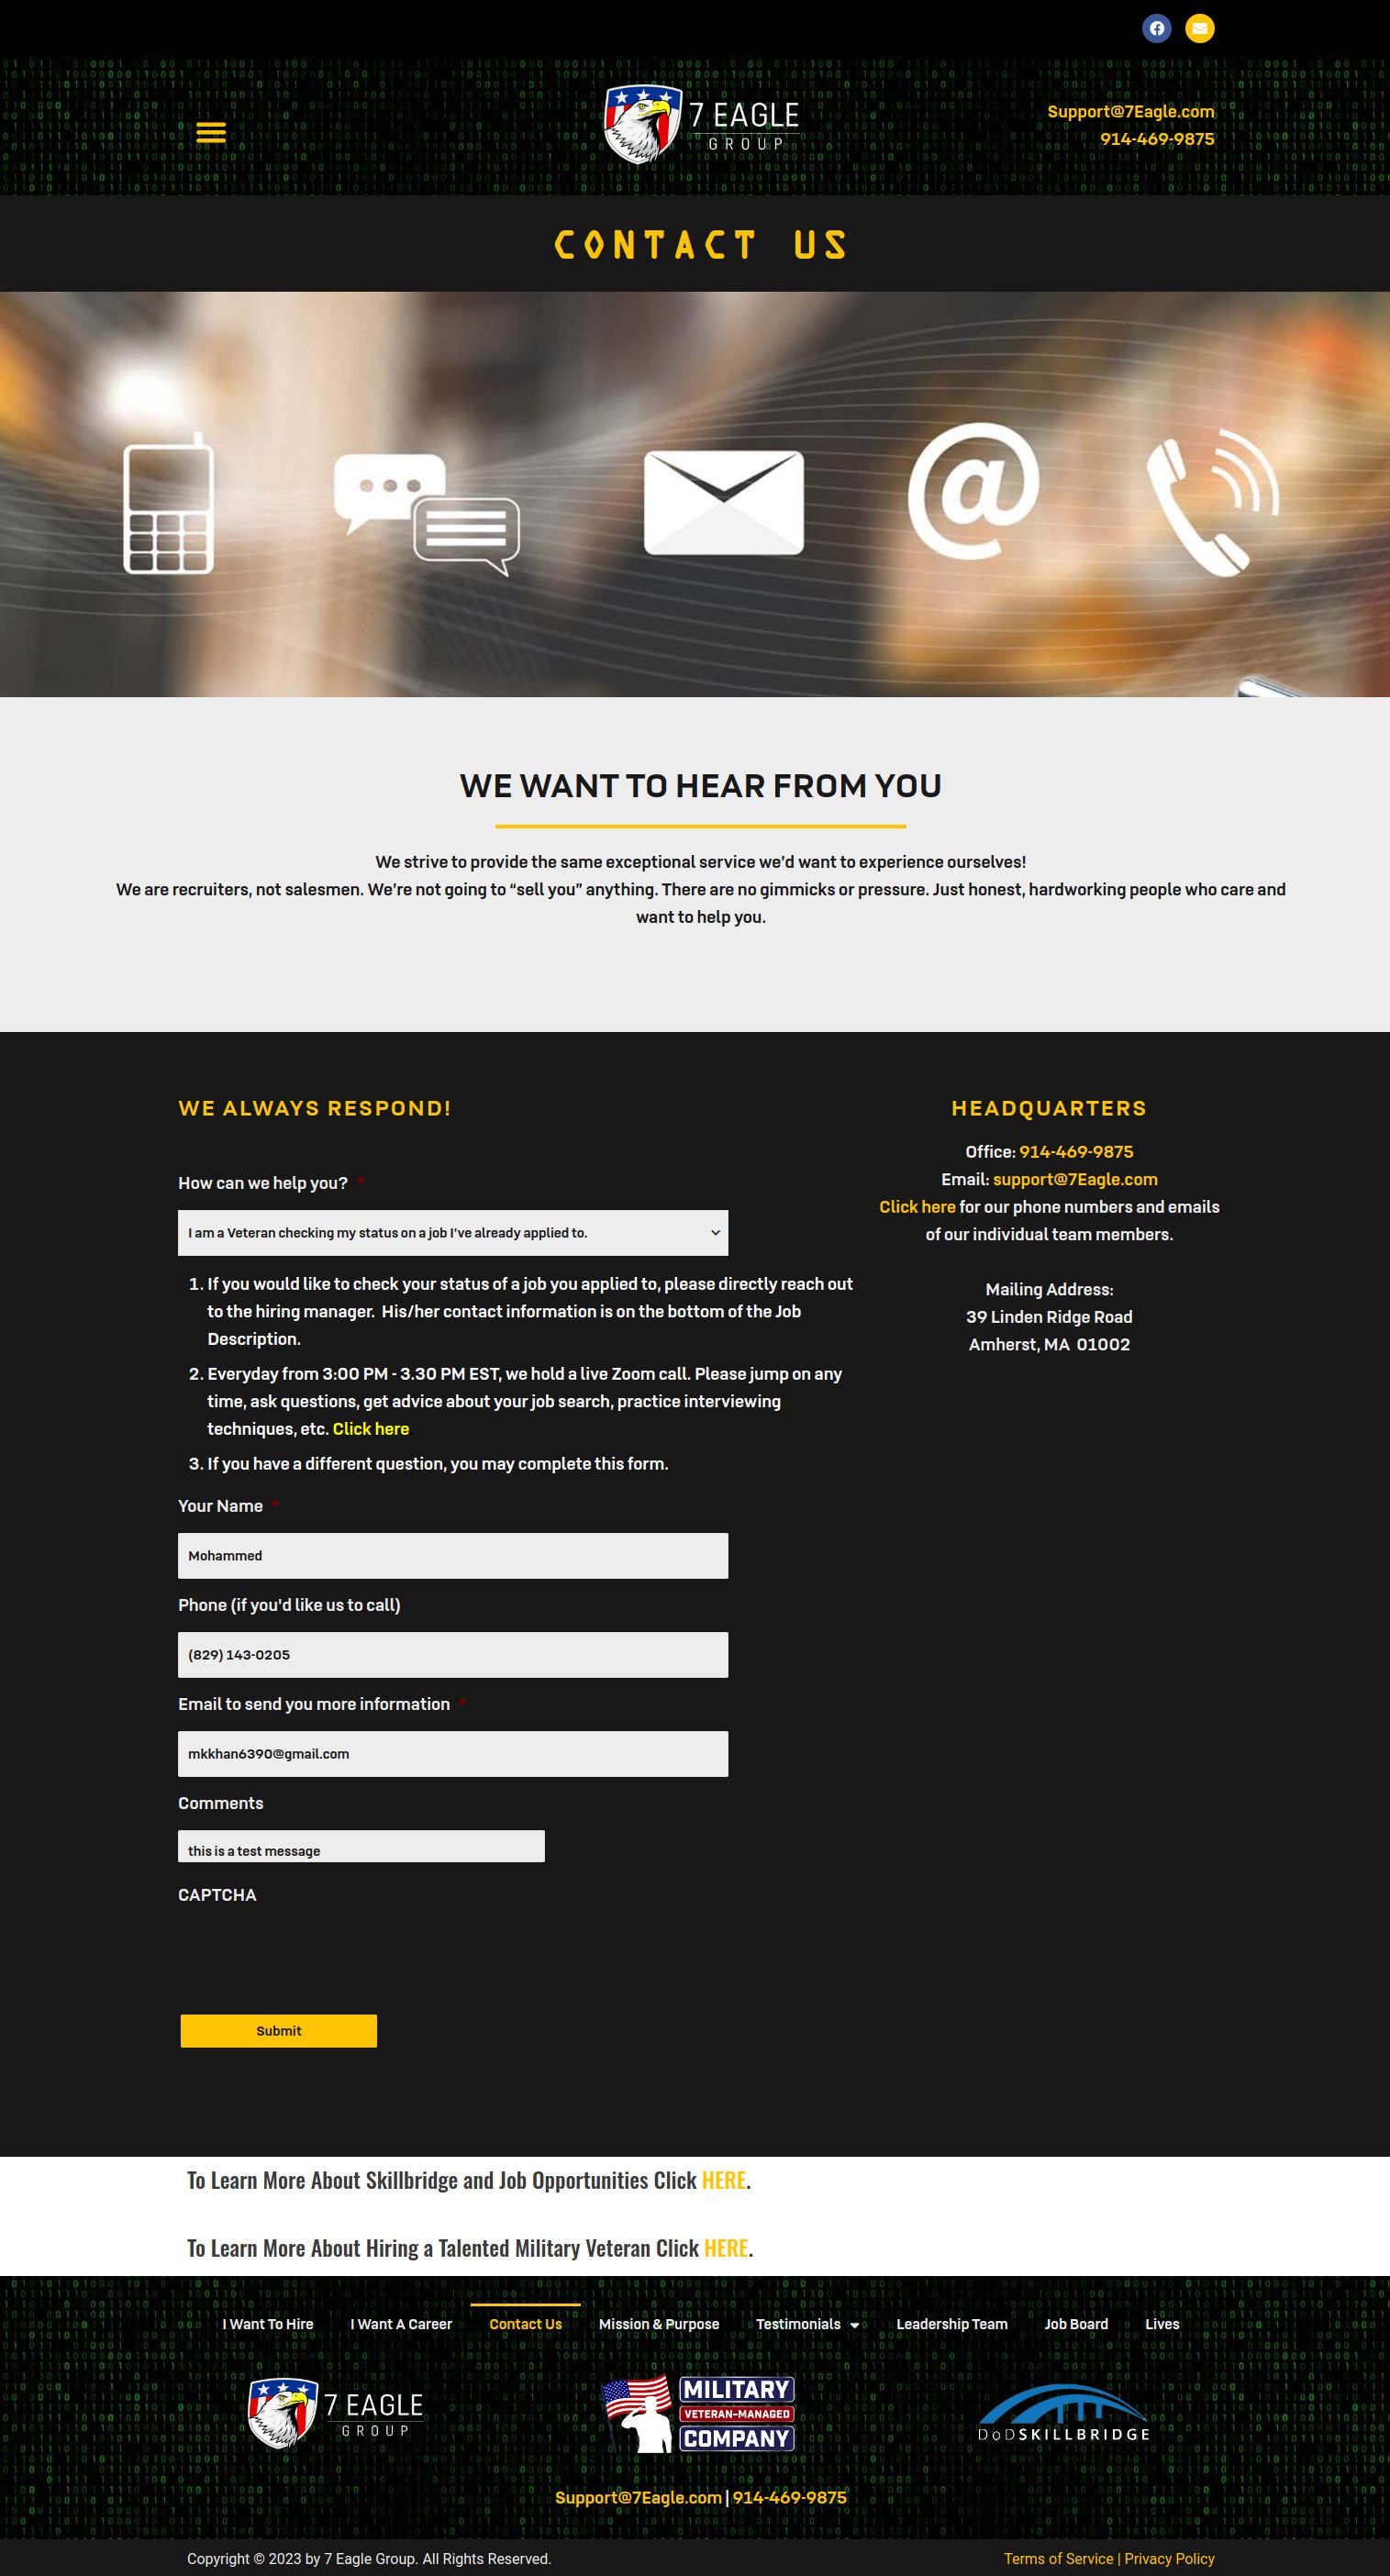 7 EAGLE
GROUP
Support@7Eagle.com
914-469-9875
CONTACT US
@
WE WANT TO HEAR FROM YOU
We strive to provide the same exceptional service we’d want to experience ourselves!
We are recruiters, not salesmen. We’re not going to “sell you” anything. There are no gimmicks or pressure. Just honest, hardworking people who care and
want to help you.
WE ALWAYS RESPOND!
How can we help you? *
I am a Veteran checking my status on a job I’ve already applied to.
1. If you would like to check your status of a job you applied to, please directly reach out
to the hiring manager.  His/her contact information is on the bottom of the Job
Description.
2. Everyday from 3:00 PM - 3.30 PM EST, we hold a live Zoom call. Please jump on any
time, ask questions, get advice about your job search, practice interviewing
techniques, etc. Click here
3. If you have a different question, you may complete this form.
Your Name *
Mohammed
Phone (if you'd like us to call)
(829) 143-0205
Email to send you more information *
mkkhan6390@gmail.com
Comments
this is a test message
CAPTCHA
Submit
HEADQUARTERS
Office: 914-469-9875
Email: support@7Eagle.com
Click here for our phone numbers and emails
of our individual team members.
Mailing Address:
39 Linden Ridge Road
Amherst, MA  01002
To Learn More About Skillbridge and Job Opportunities Click HERE.
To Learn More About Hiring a Talented Military Veteran Click HERE.
I Want To Hire I Want A Career Contact Us Mission & Purpose Testimonials Leadership Team Job Board Lives
7 EAGLE
GROUP
MILITARY
VETERAN-MANAGED
COMPANY
DoDSKILLBRIDGE
Support@7Eagle.com | 914-469-9875
Copyright © 2023 by 7 Eagle Group. All Rights Reserved.
Terms of Service | Privacy Policy